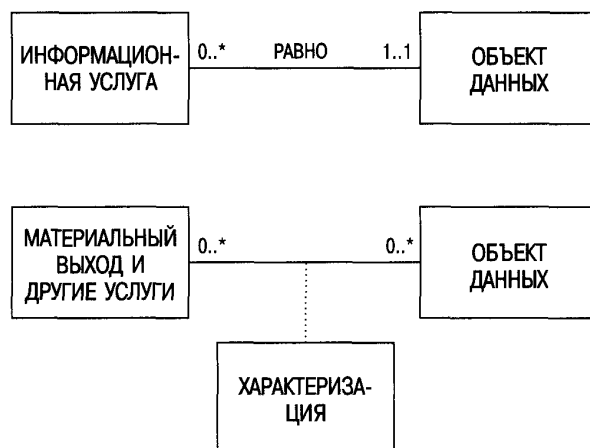 ИНФОРМАЦИОН-
НАЯ УСЛУГА
0..* РАВНО 1..1
ОБЪЕКТ
ДАННЫХ
МАТЕРИАЛЬНЫЙ
ВЫХОД И
ДРУГИЕ УСЛУГИ
0..* 0..*
ОБЪЕКТ
ДАННЫХ
ХАРАКТЕРИЗА-
ЦИЯ